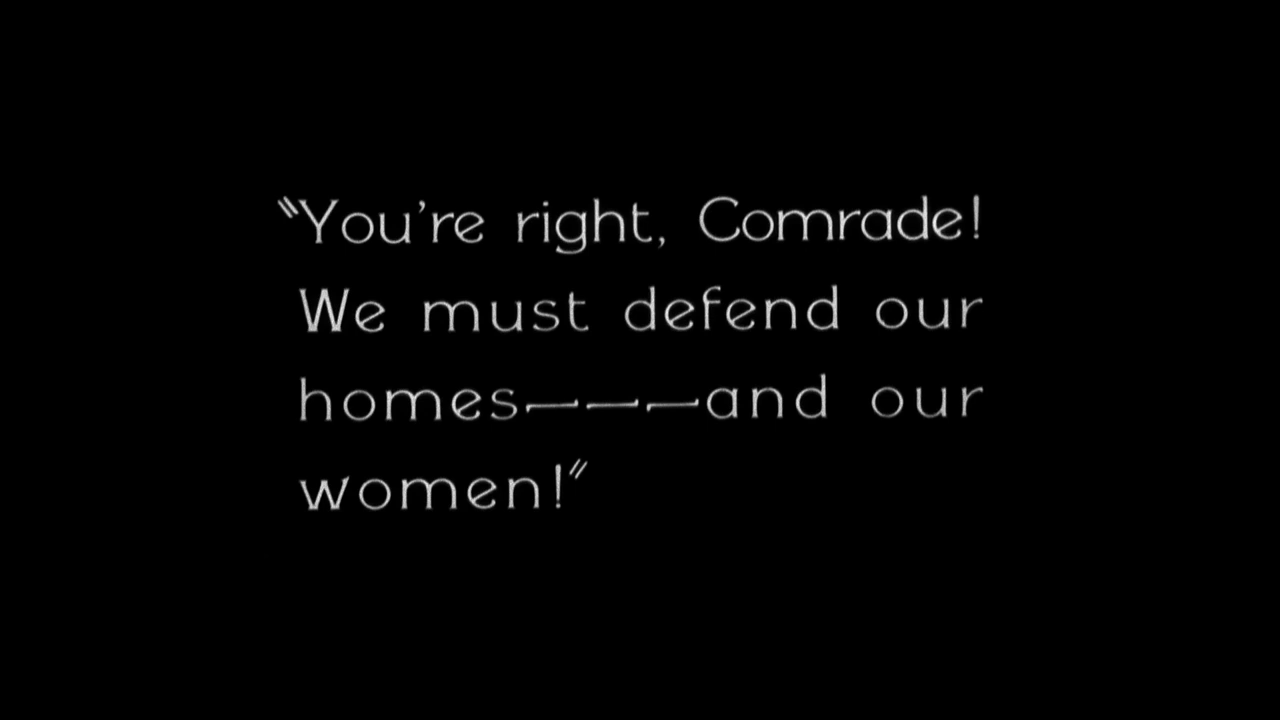 "You're right, Comrade!
We must defend our
homes———and our
women!"